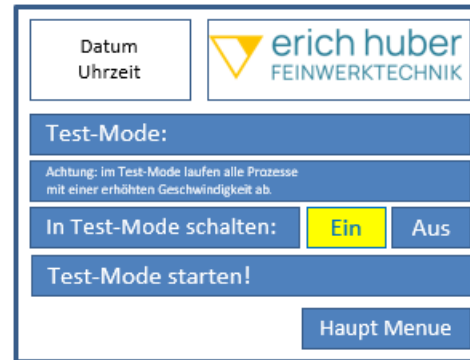 Datum
Uhrzeit
erich huber
FEINWERKTECHNIK
Test-Mode:
Achtung: im Test-Mode laufen alle Prozesse
mit einer erhöhten Geschwindigkeit ab.
In Test-Mode schalten: Ein Aus
Test-Mode starten!
Haupt Menue